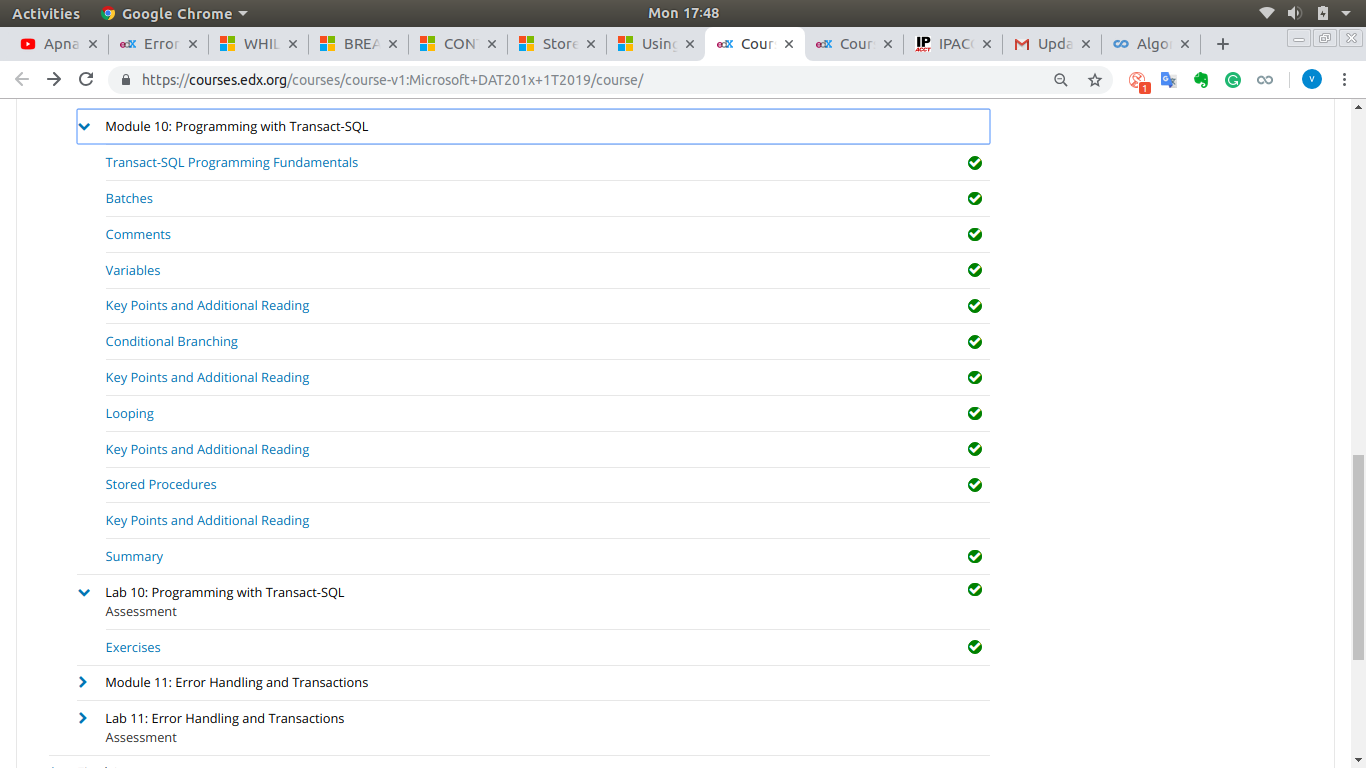 Activities Google Chrome Mon 17:48
Apna Error WHIL BREA CON Store Using Cour Cour IPAC Upda Algo
https://courses.edx.org/courses/course-v1:Microsoft+DAT201x+1T2019/course/
Module 10: Programming with Transact-SQL
Transact-SQL Programming Fundamentals
Batches
Comments
Variables
Key Points and Additional Reading
Conditional Branching
Key Points and Additional Reading
Looping
Key Points and Additional Reading
Stored Procedures
Key Points and Additional Reading
Summary
Lab 10: Programming with Transact-SQL
Assessment
Exercises
Module 11: Error Handling and Transactions
Lab 11: Error Handling and Transactions
Assessment